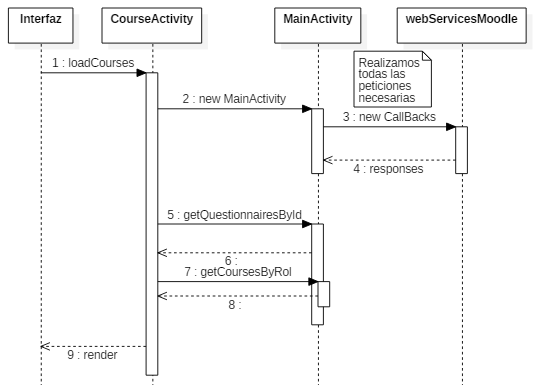 Interfaz
CourseActivity
MainActivity
webServicesMoodle
1 : loadCourses
2 : new MainActivity
Realizamos
todas las
peticiones
necesarias
3 : new CallBacks
4 : responses
5 : getQuestionnairesById
6 :
7 : getCoursesByRol
8 :
9 : render